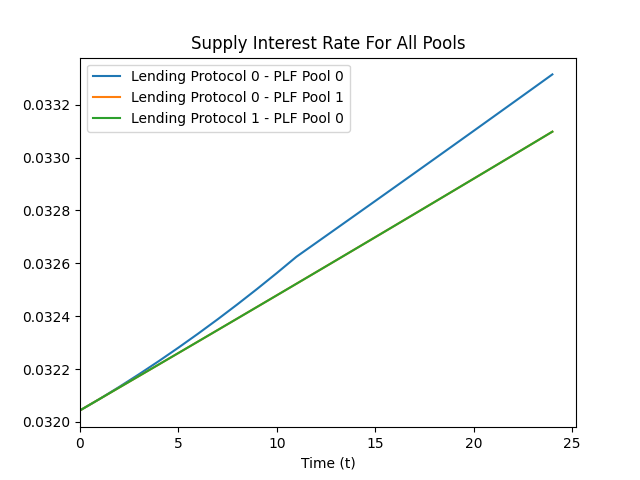 Supply Interest Rate For All Pools
Lending Protocol 0 - PLF Pool 0
Lending Protocol 0 - PLF Pool 1
Lending Protocol 1 - PLF Pool 0
0.0332
0.0330
0.0328
0.0326
0.0324
0.0322
0.0320
0 5 10 15 20 25
Time (t)